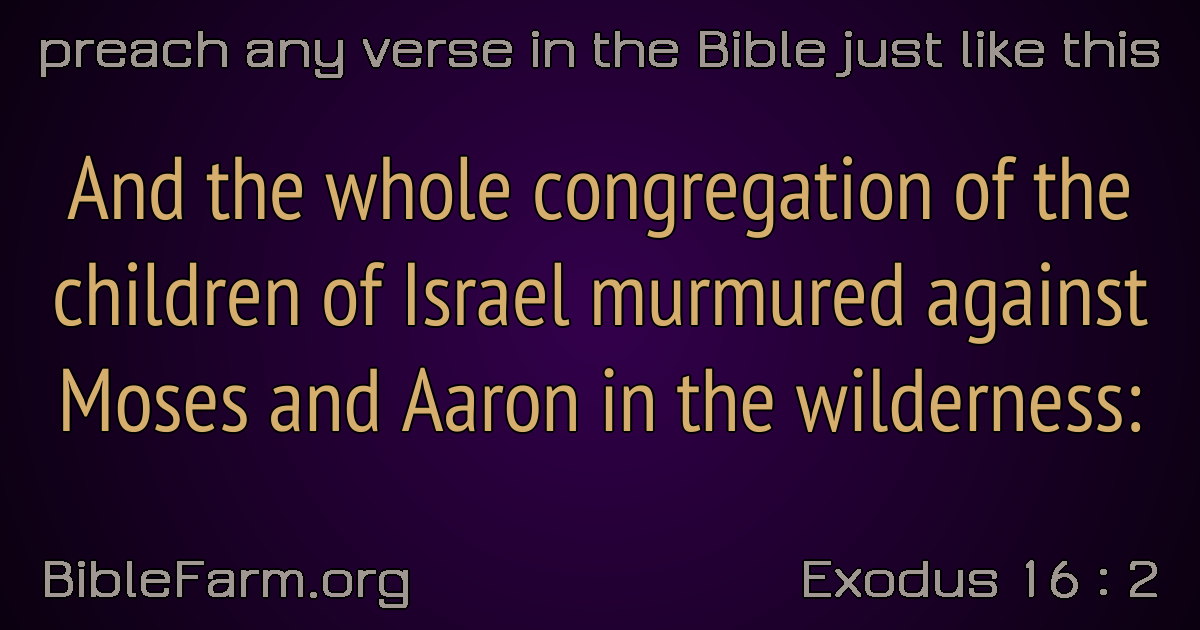 preach any verse in the Bible just like this
And the whole congregation of the
children of Israel murmured against
Moses and Aaron in the wilderness:
BibleFarm.org
Exodus 16 : 2